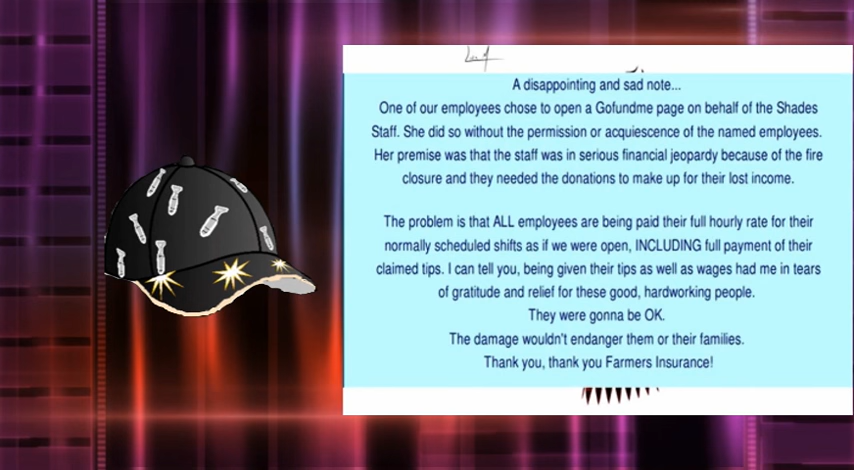 A disappointing and sad note...
One of our employees chose to open a Gofundme page on behalf of the Shades
Staff. She did so without the permission or acquiescence of the named employees.
Her premise was that the staff was in serious financial jeopardy because of the fire
closure and they needed the donations to make up for their lost income.
The problem is that ALL employees are being paid their full hourly rate for their
normally scheduled shifts as if we were open, INCLUDING full payment of their
claimed tips. I can tell you, being given their tips as well as wages had me in tears
of gratitude and relief for these good, hardworking people.
They were gonna be OK.
The damage wouldn't endanger them or their families.
Thank you, thank you Farmers Insurance!